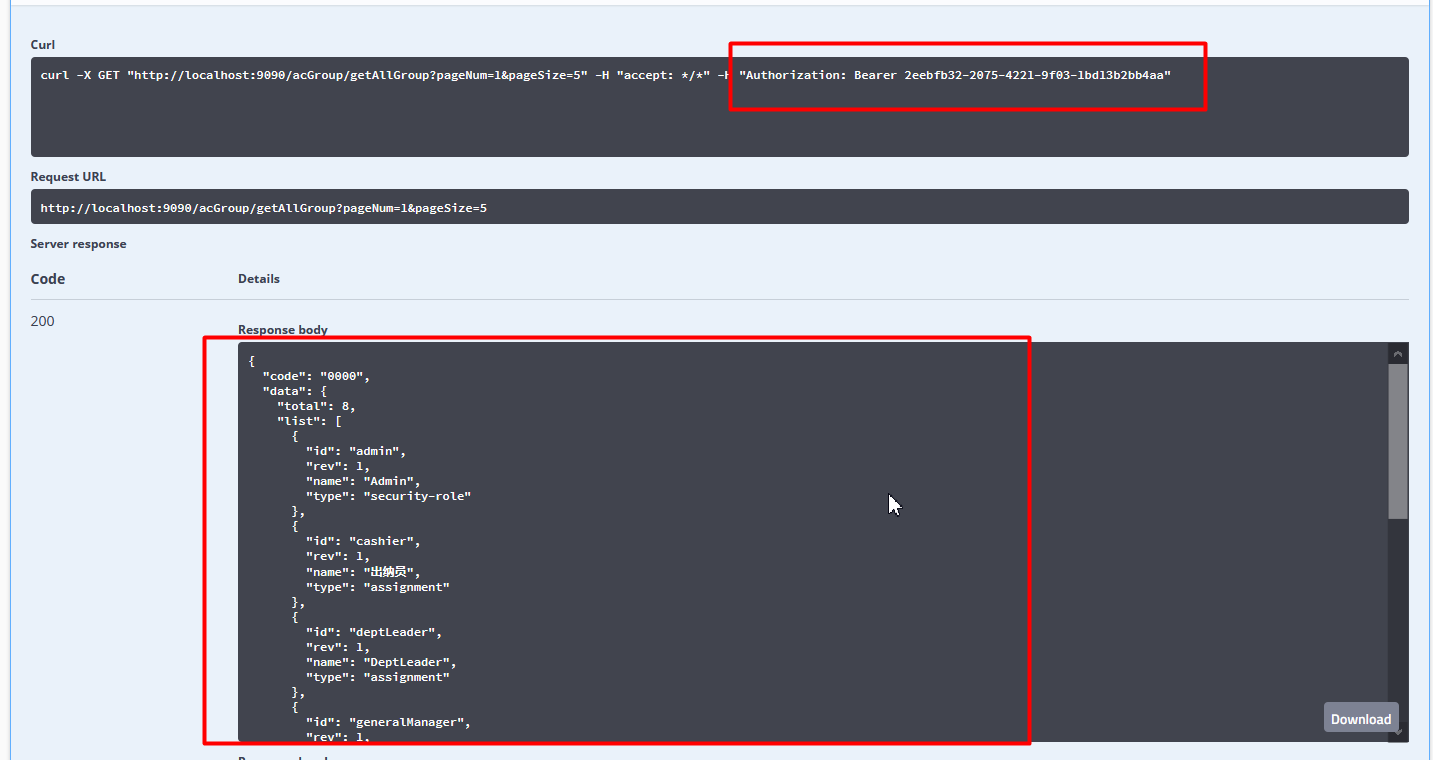 Curl
curl -X GET "http://localhost:9090/acGroup/getAllGroup?pageNum=1&pageSize=5" -H "accept: */*" -H "Authorization: Bearer 2eebfb32-2075-4221-9f03-1bd13b2bb4aa"
Request URL
http://localhost:9090/acGroup/getAllGroup?pageNum=1&pageSize=5
Server response
Code Details
200
Response body
{
"code": "0000",
"data": {
"total": 8,
"list": [
{
"id": "admin",
"rev": 1,
"name": "Admin",
"type": "security-role"
},
{
"id": "cashier",
"rev": 1,
"name": "出纳员",
"type": "assignment"
},
{
"id": "deptLeader",
"rev": 1,
"name": "DeptLeader",
"type": "assignment"
},
{
"id": "generalManager",
"rev": 1,
Download